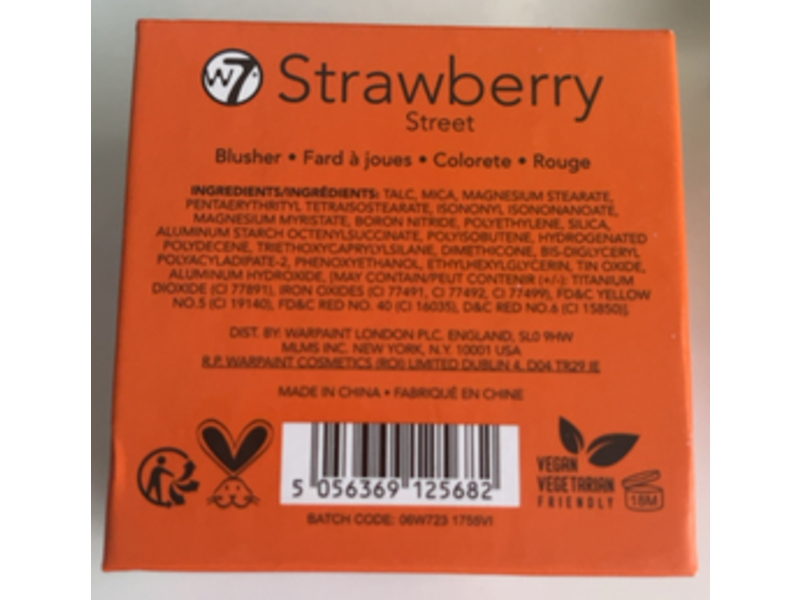 W7 Strawberry
Street
Blusher • Fard à joues • Colorete • Rouge
INGREDIENTS/INGRÉDIENTS: TALC, MICA, MAGNESIUM STEARATE,
PENTAERYTHRITYL TETRAISOSTEARATE, ISONONYL ISONONANOATE,
MAGNESIUM MYRISTATE, BORON NITRIDE, POLYETHYLENE, SILICA,
ALUMINUM STARCH OCTENYLSUCCINATE, POLYISOBUTENE, HYDROGENATED
POLYDECENE, TRIETHOXYCAPRYLYLSILANE, DIMETHICONE, BIS-DIGLYCERYL
POLYACYLADIPATE-2, PHENOXYETHANOL, ETHYLHEXYLGLYCERIN, TIN OXIDE,
ALUMINUM HYDROXIDE, [MAY CONTAIN/PEUT CONTENIR (+/-): TITANIUM
DIOXIDE (CI 77891), IRON OXIDES (CI 77491, CI 77492, CI 77499), FD&C YELLOW
NO.5 (CI 19140), FD&C RED NO. 40 (CI 16035), D&C RED NO.6 (CI 15850)].
DIST. BY: WARPAINT LONDON PLC. ENGLAND, SL0 9HW
MLMS INC. NEW YORK, N.Y. 10001 USA
R.P. WARPAINT COSMETICS (ROI) LIMITED DUBLIN 4, D04 TR29 IE
MADE IN CHINA • FABRIQUÉ EN CHINE
5 056369 125682
VEGAN
VEGETARIAN
FRIENDLY
18M
BATCH CODE: 06W723 1755VI